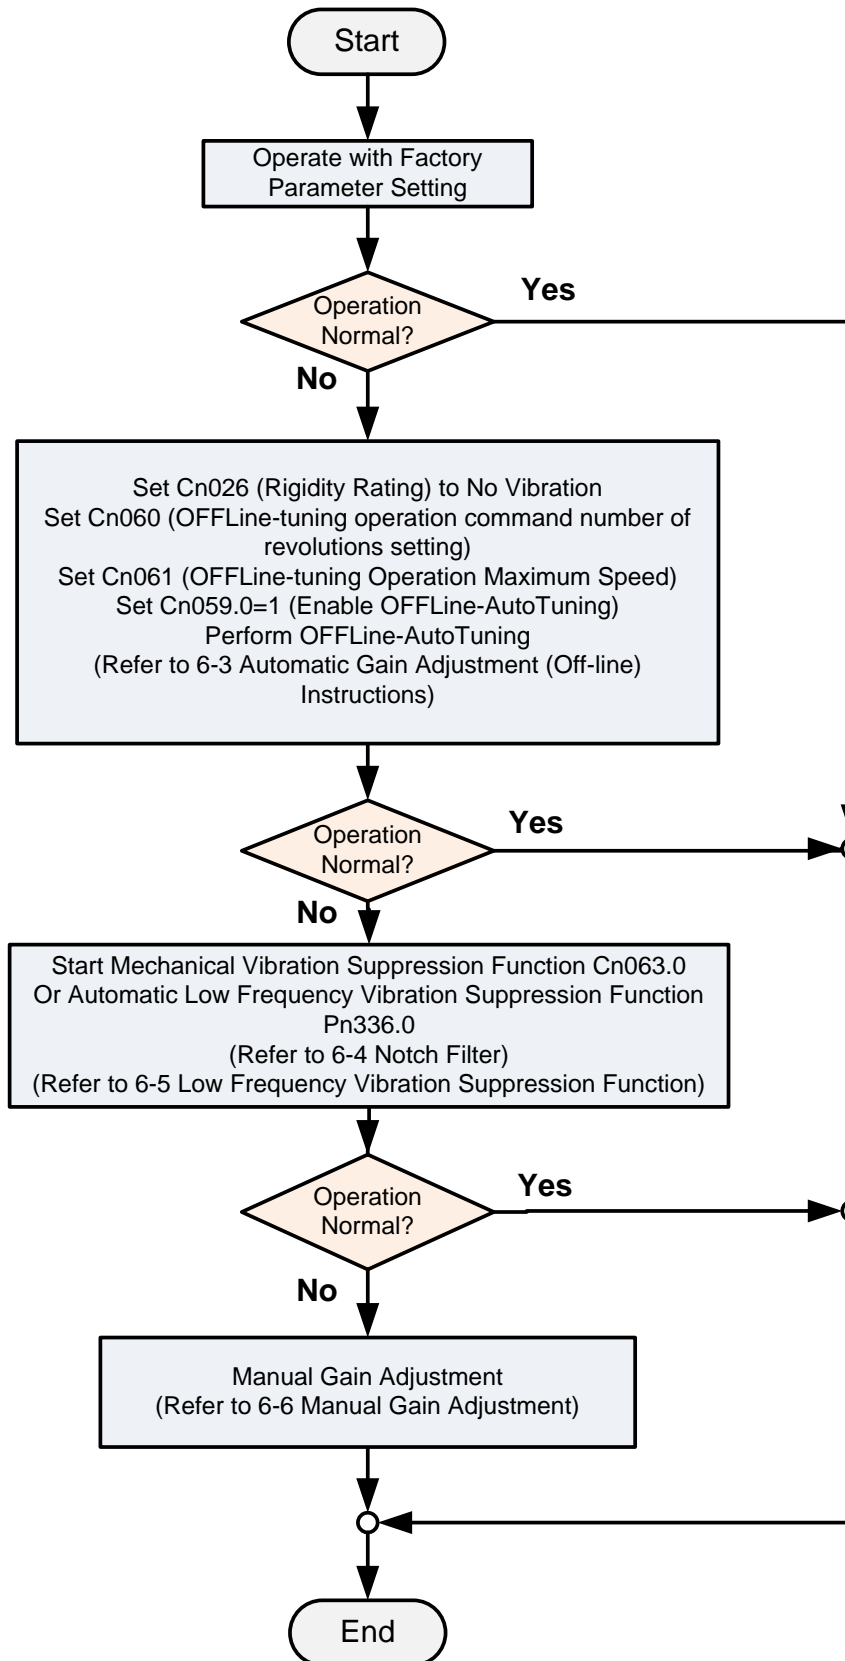 Start
Operate with Factory
Parameter Setting
Operation
Normal?
Yes
No
Set Cn026 (Rigidity Rating) to No Vibration
Set Cn060 (OFFLine-tuning operation command number of
revolutions setting)
Set Cn061 (OFFLine-tuning Operation Maximum Speed)
Set Cn059.0=1 (Enable OFFLine-AutoTuning)
Perform OFFLine-AutoTuning
(Refer to 6-3 Automatic Gain Adjustment (Off-line)
Instructions)
Operation
Normal?
Yes
No
Start Mechanical Vibration Suppression Function Cn063.0
Or Automatic Low Frequency Vibration Suppression Function
Pn336.0
(Refer to 6-4 Notch Filter)
(Refer to 6-5 Low Frequency Vibration Suppression Function)
Operation
Normal?
Yes
No
Manual Gain Adjustment
(Refer to 6-6 Manual Gain Adjustment)
End